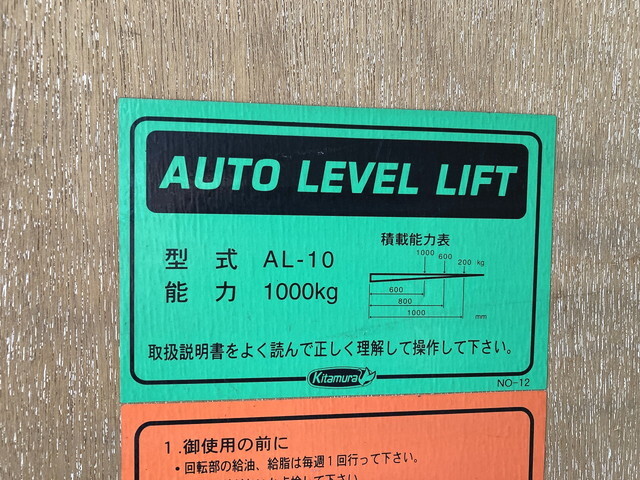 AUTO LEVEL LIFT
型式 AL-10
能力 1000kg
積載能力表
1000 600 200 kg
600
800
1000 mm
取扱説明書をよく読んで正しく理解して操作して下さい。
Kitamura
NO-12
1.御使用の前に
・回転部の給油、給脂は毎週1回行って下さい。